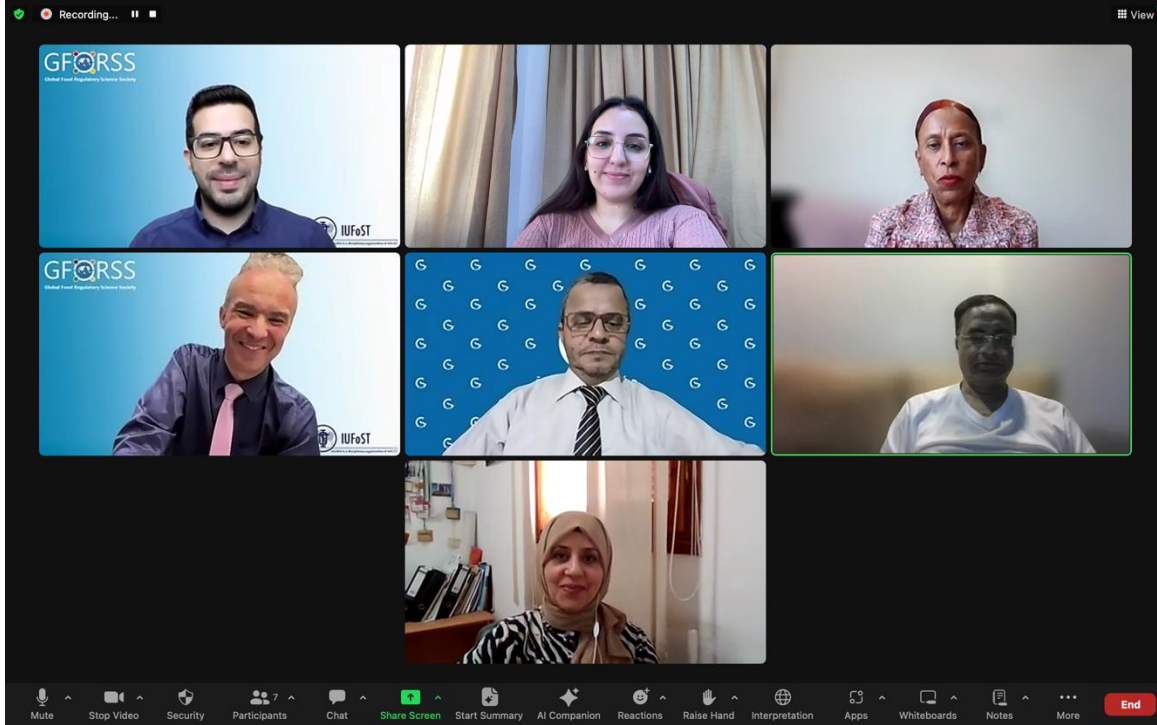 Recording...
View
GFORSS
Global Food Regulatory Science Society
IUFoST
GFORSS
Global Food Regulatory Science Society
IUFoST
G G G G G G G
G G G G G G
G G G G G
G G G G
G G G G
G G G
G G G
G
G G
G
Mute
Stop Video
Security
7
Participants
Chat
Share Screen
Start Summary
AI Companion
Reactions
Raise Hand
Interpretation
Apps
Whiteboards
Notes
More
End